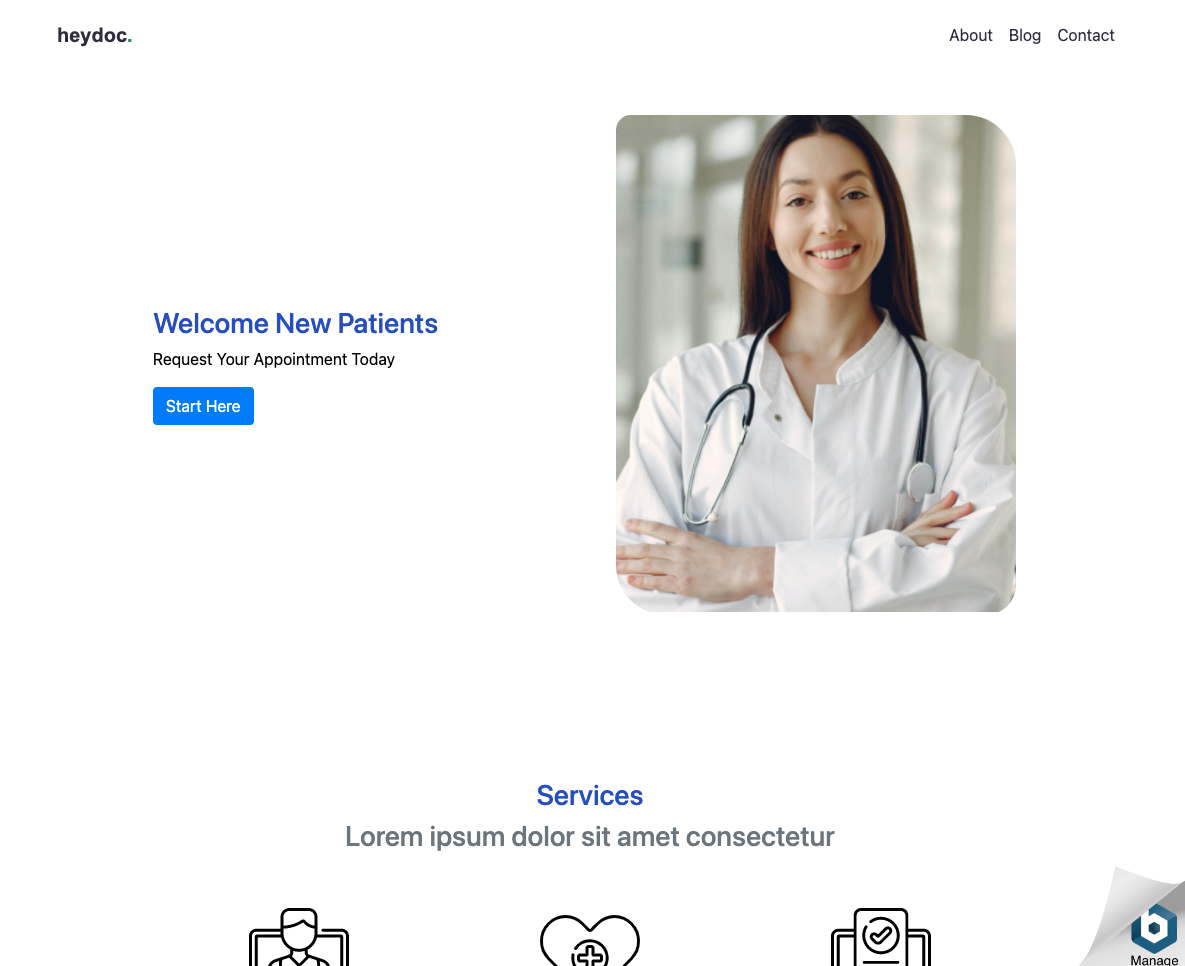 heydoc.
About Blog Contact
Welcome New Patients
Request Your Appointment Today
Start Here
Services
Lorem ipsum dolor sit amet consectetur
Manage